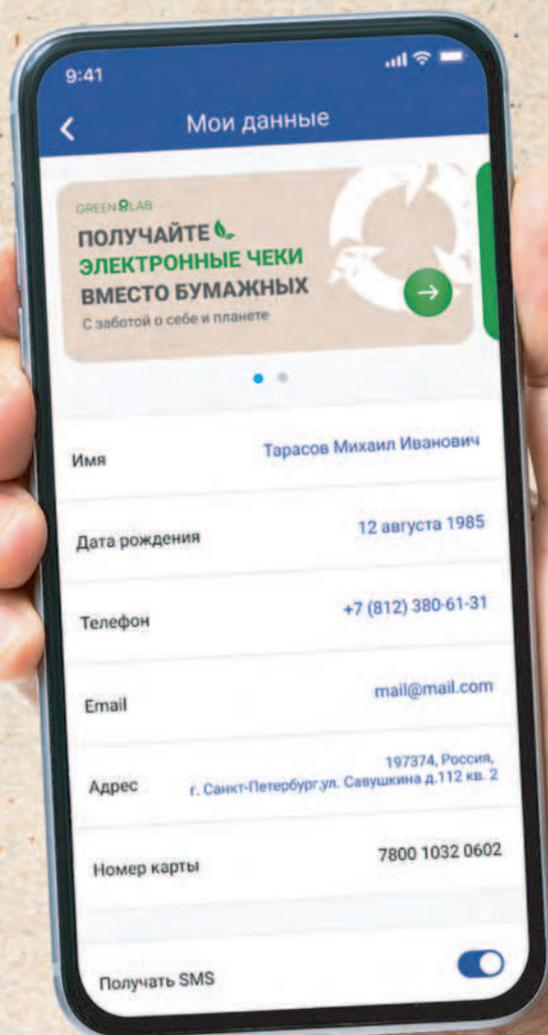 9:41
Мои данные
GREEN LAB
ПОЛУЧАЙТЕ
ЭЛЕКТРОННЫЕ ЧЕКИ
ВМЕСТО БУМАЖНЫХ
С заботой о себе и планете
Имя Тарасов Михаил Иванович
Дата рождения 12 августа 1985
Телефон +7 (812) 380-61-31
Email mail@mail.com
Адрес 197374, Россия,
г. Санкт-Петербург,ул. Савушкина д.112 кв. 2
Номер карты 7800 1032 0602
Получать SMS